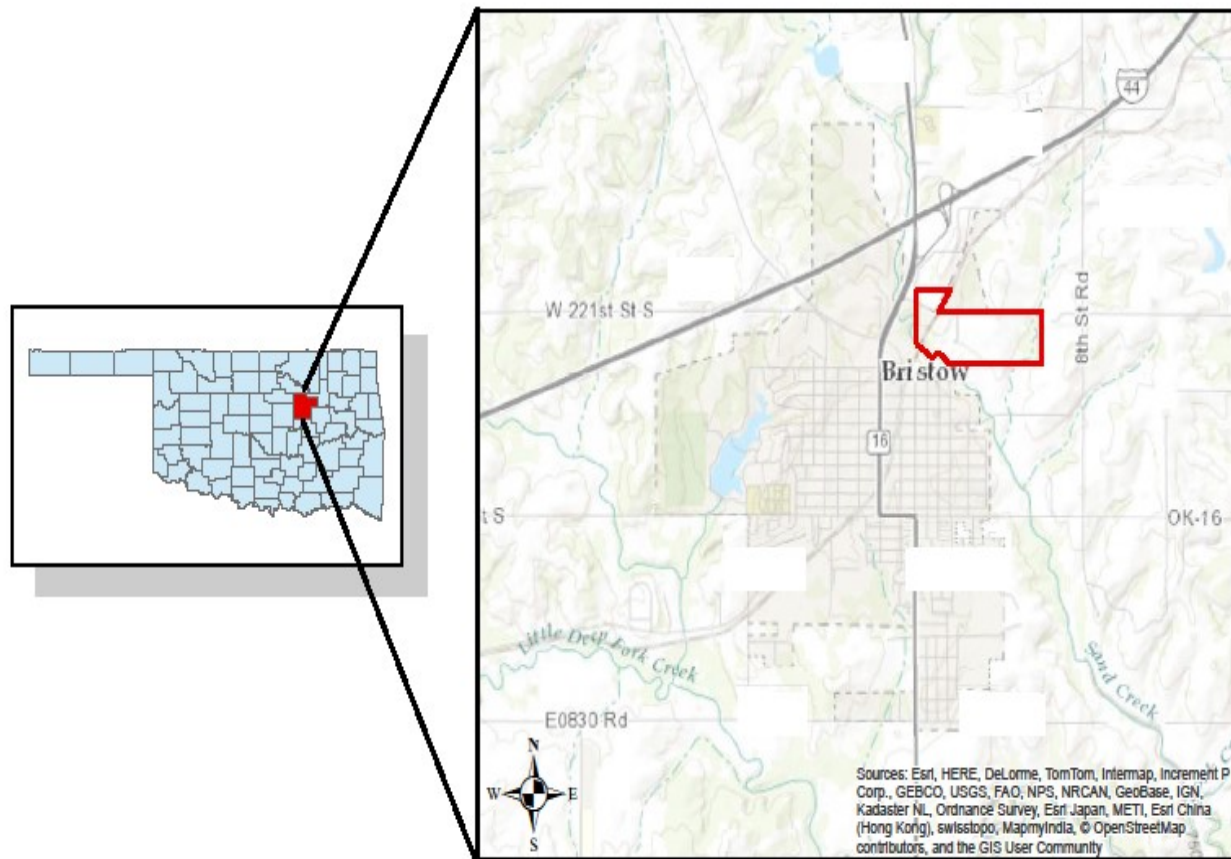 44
W 221st St S
8th St Rd
Bristow
16
t S
OK-16
Little Deep Fork Creek
Sand Creek
E0830 Rd
N
W E
S
Sources: Esri, HERE, DeLorme, TomTom, Intermap, increment P
Corp., GEBCO, USGS, FAO, NPS, NRCAN, GeoBase, IGN,
Kadaster NL, Ordnance Survey, Esri Japan, METI, Esri China
(Hong Kong), swisstopo, MapmyIndia, © OpenStreetMap
contributors, and the GIS User Community